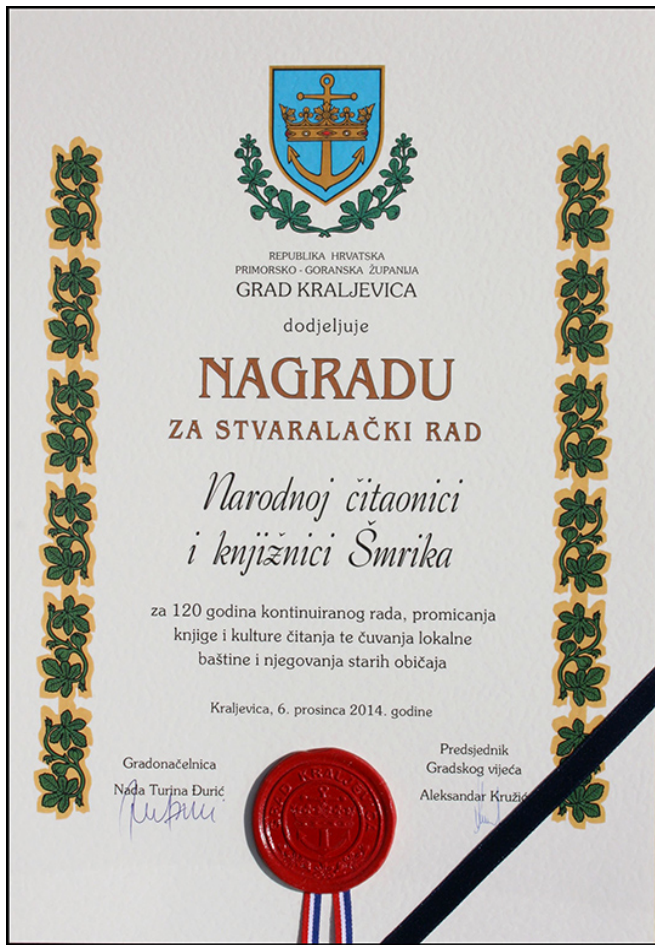 REPUBLIKA HRVATSKA
PRIMORSKO - GORANSKA ŽUPANIJA
GRAD KRALJEVICA
dodjeljuje
NAGRADU
ZA STVARALAČKI RAD
Narodnoj čitaonici
i knjižnici Šmrika
za 120 godina kontinuiranog rada, promicanja
knjige i kulture čitanja te čuvanja lokalne
baštine i njegovanja starih običaja
Kraljevica, 6. prosinca 2014. godine
Gradonačelnica
Nada Turina Đurić
Predsjednik
Gradskog vijeća
Aleksandar Kružić
GRAD KRALJEVICA